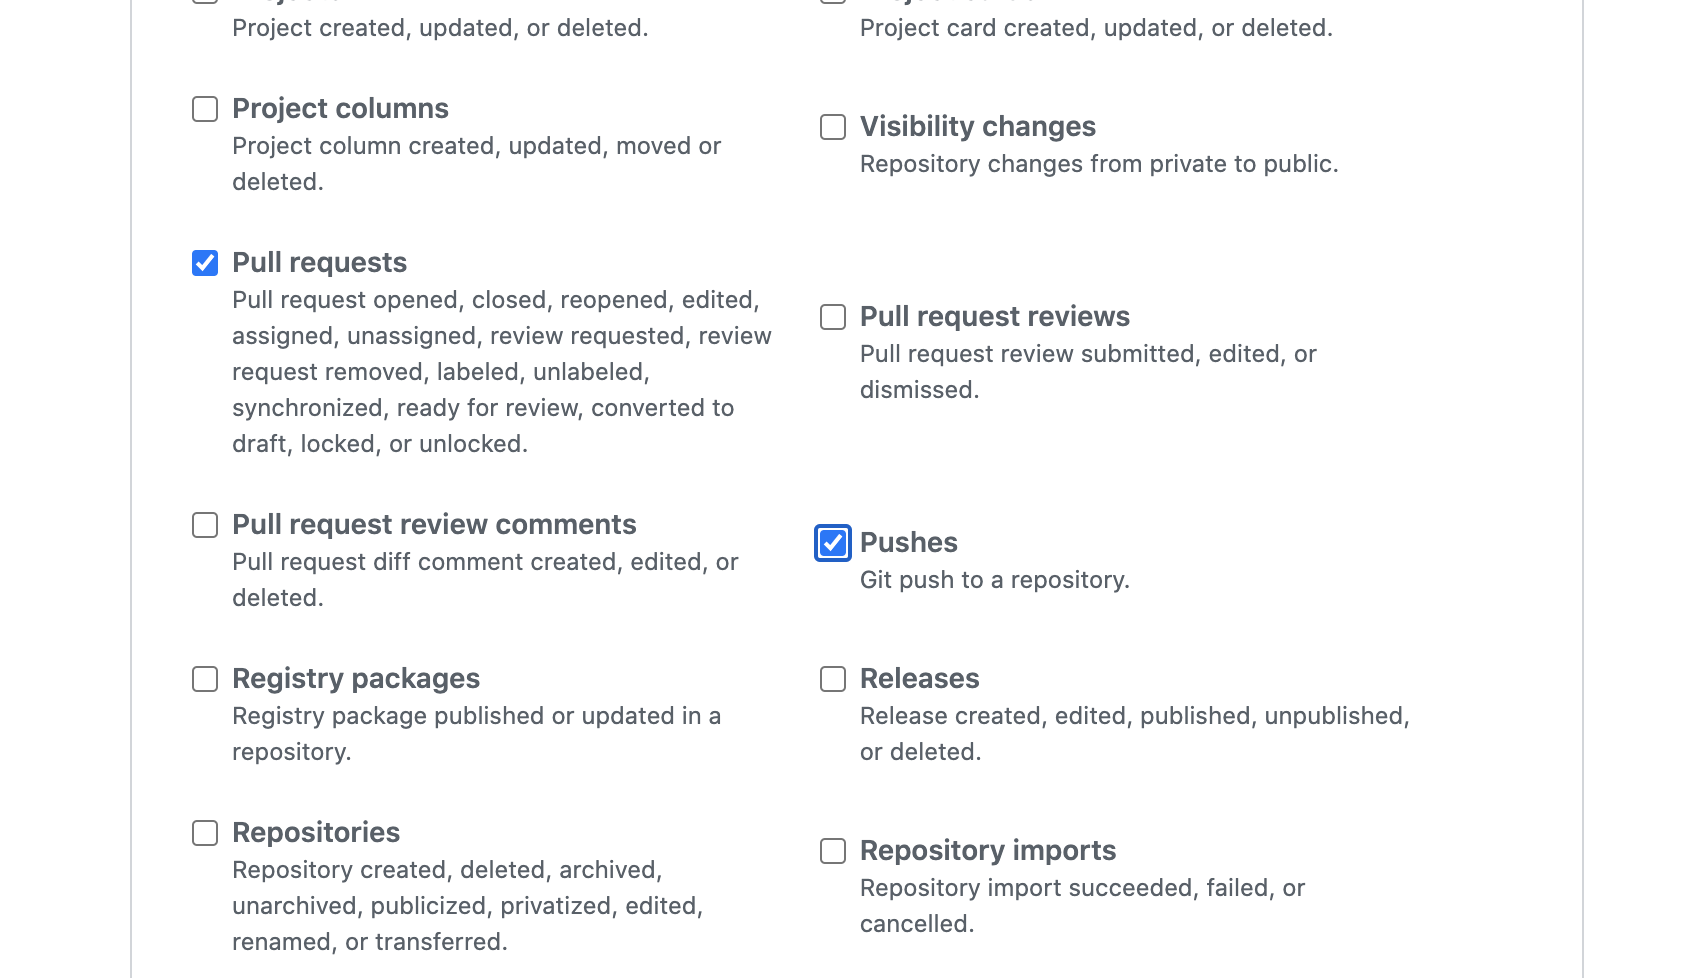 Project created, updated, or deleted.
Project card created, updated, or deleted.
Project columns
Project column created, updated, moved or
deleted.
Visibility changes
Repository changes from private to public.
Pull requests
Pull request opened, closed, reopened, edited,
assigned, unassigned, review requested, review
request removed, labeled, unlabeled,
synchronized, ready for review, converted to
draft, locked, or unlocked.
Pull request reviews
Pull request review submitted, edited, or
dismissed.
Pull request review comments
Pull request diff comment created, edited, or
deleted.
Pushes
Git push to a repository.
Registry packages
Registry package published or updated in a
repository.
Releases
Release created, edited, published, unpublished,
or deleted.
Repositories
Repository created, deleted, archived,
unarchived, publicized, privatized, edited,
renamed, or transferred.
Repository imports
Repository import succeeded, failed, or
cancelled.